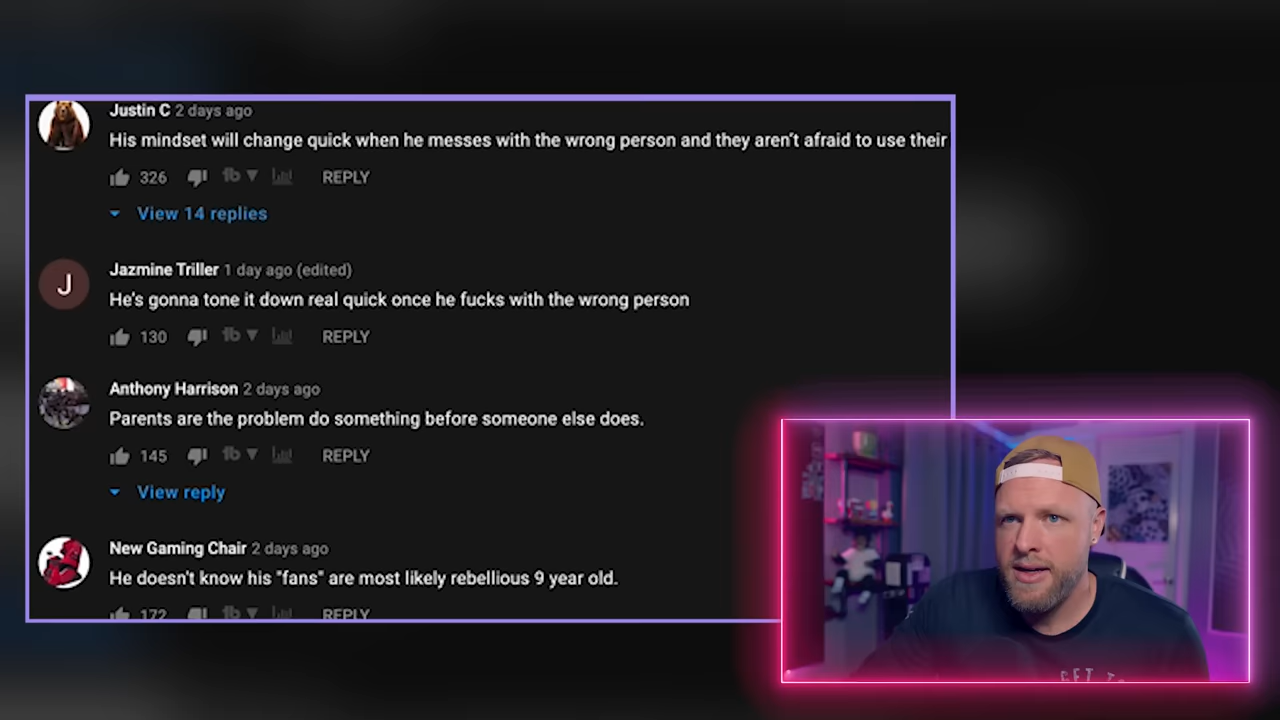 Justin C 2 days ago
His mindset will change quick when he messes with the wrong person and they aren't afraid to use their
326 REPLY
View 14 replies
J
Jazmine Triller 1 day ago (edited)
He's gonna tone it down real quick once he fucks with the wrong person
130 REPLY
Anthony Harrison 2 days ago
Parents are the problem do something before someone else does.
145 REPLY
View reply
New Gaming Chair 2 days ago
He doesn't know his "fans" are most likely rebellious 9 year old.
172 REPLY
GET